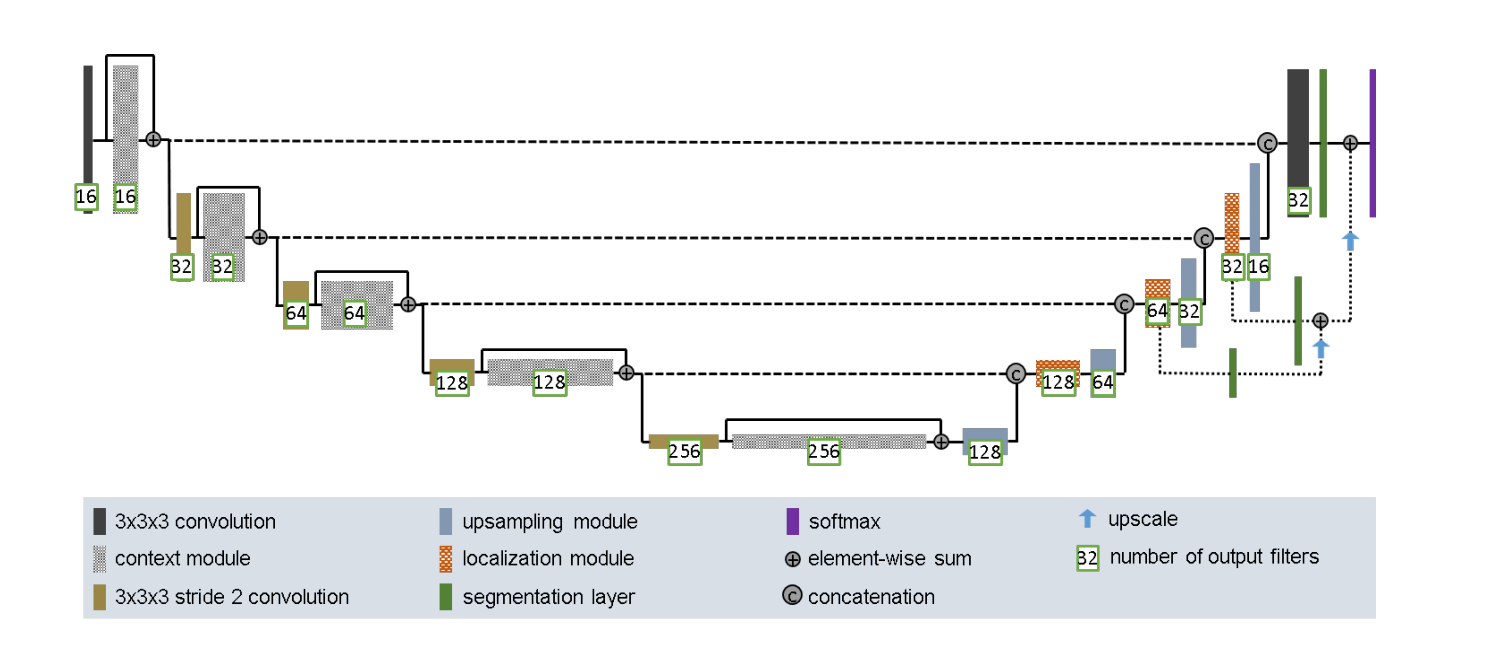 16
16
32
32
64
64
128
128
256
256
128
C
128
64
C
64
32
C
32
16
C
32
3x3x3 convolution
upsampling module
softmax
upscale
context module
localization module
element-wise sum
32
number of output filters
3x3x3 stride 2 convolution
segmentation layer
C
concatenation